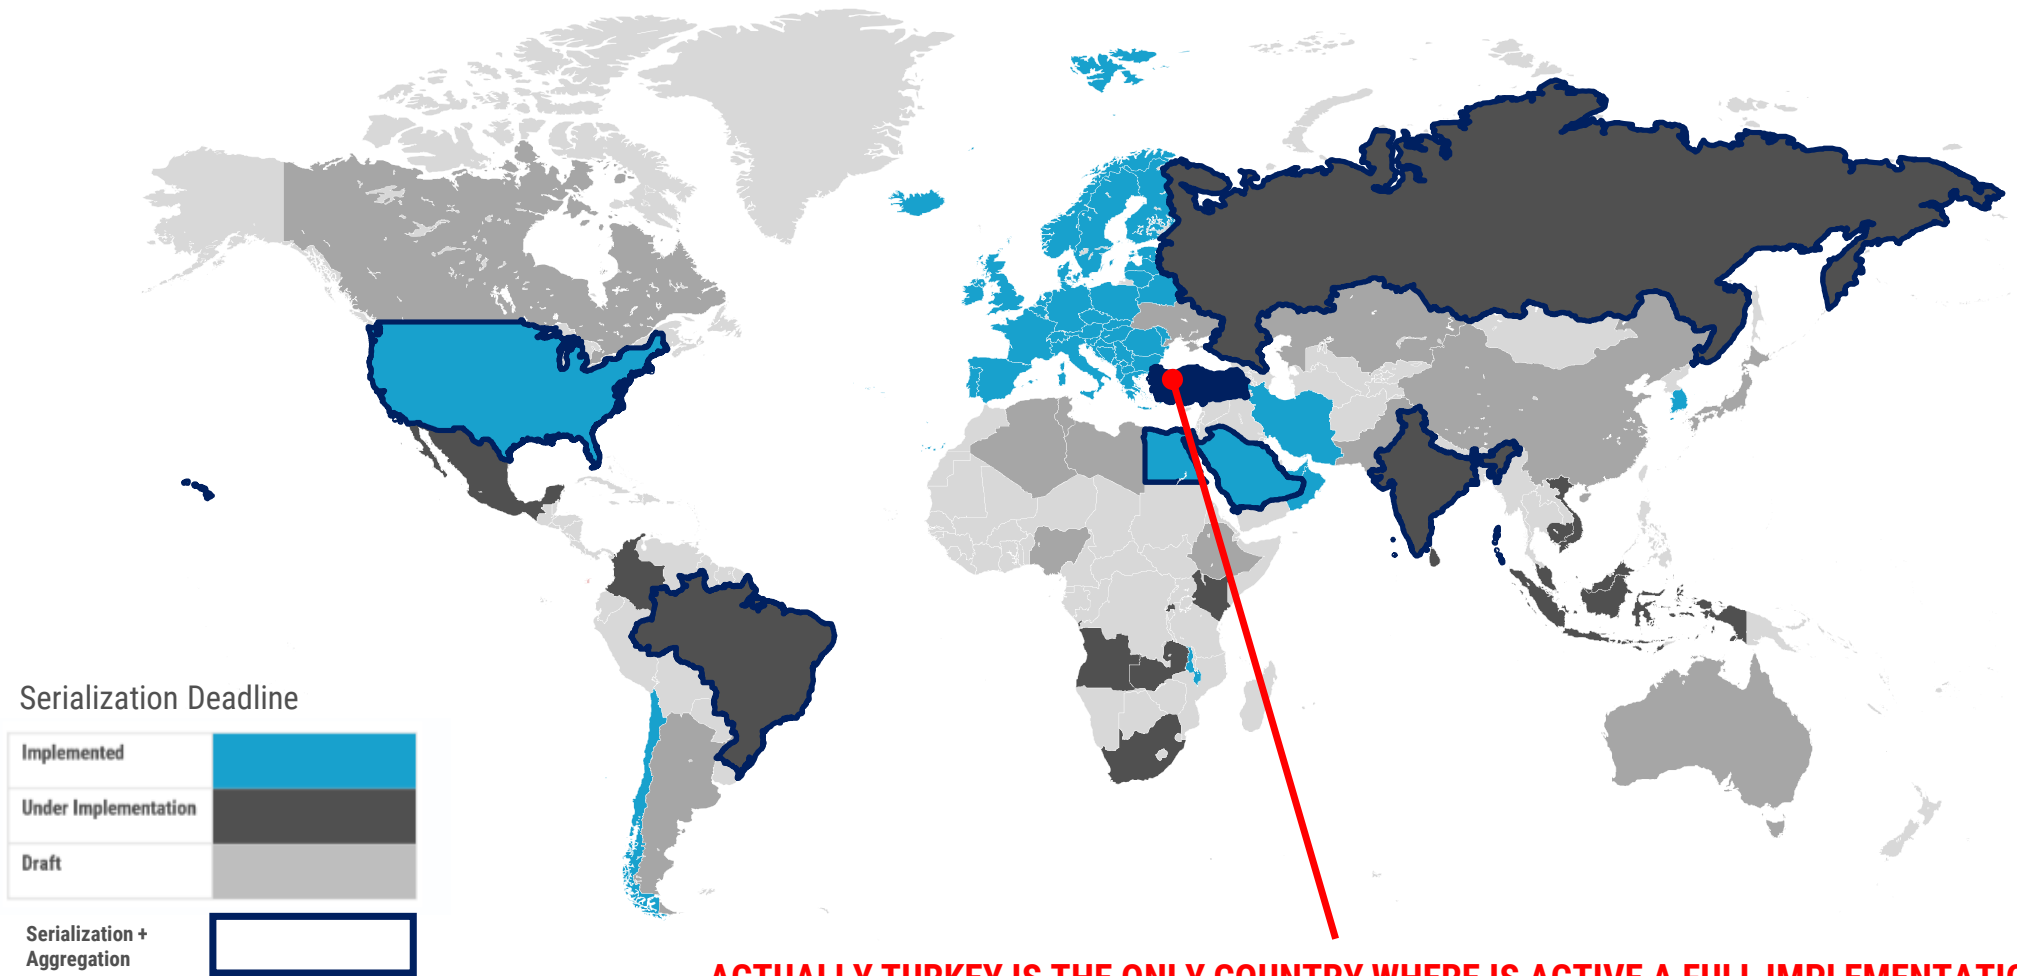 Serialization Deadline
Implemented
Under Implementation
Draft
Serialization +
Aggregation
ACTUALLY TURKEY IS THE ONLY COUNTRY WHERE IS ACTIVE A FULL IMPLEMENTATIO